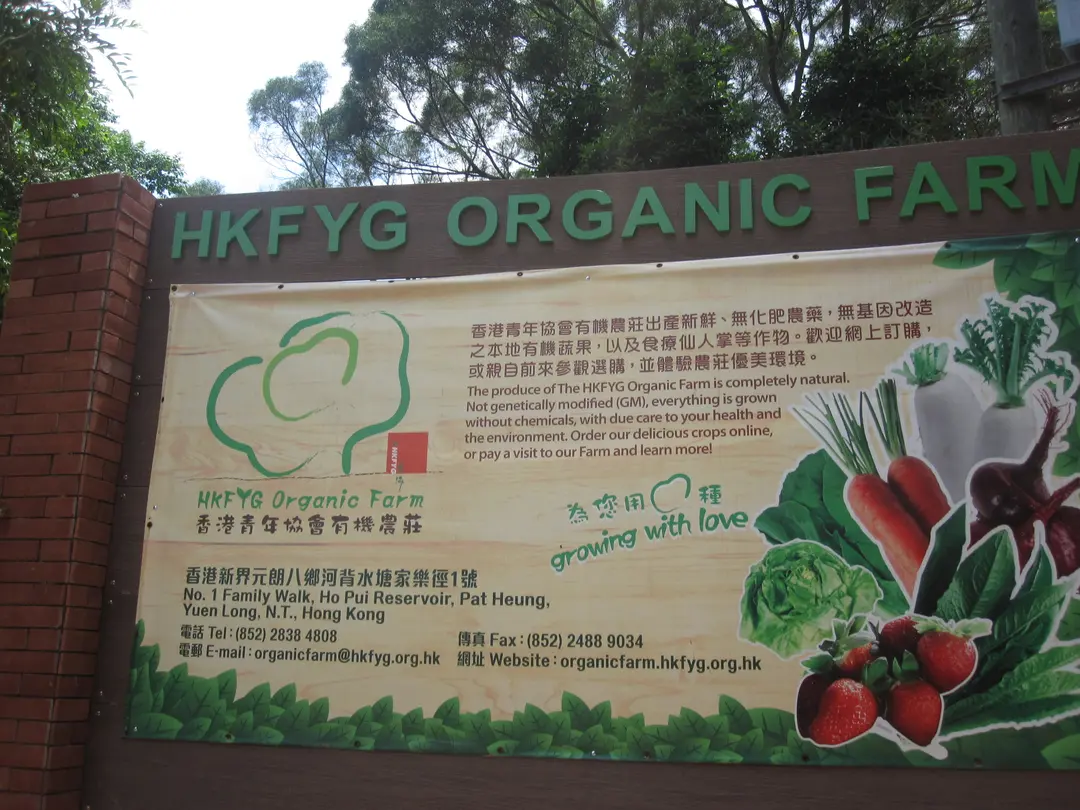 HKFYG ORGANIC FARM
香港青年協會有機農莊出產新鮮、無化肥農藥，無基因改造
之本地有機蔬果，以及食療仙人掌等作物。歡迎網上訂購，
或親自前來參觀選購，並體驗農莊優美環境。
The produce of The HKFYG Organic Farm is completely natural.
Not genetically modified (GM), everything is grown
without chemicals, with due care to your health and
the environment. Order our delicious crops online,
or pay a visit to our Farm and learn more!
HKFYG
HKFYG Organic Farm
香港青年協會有機農莊
為您用種
growing with love
香港新界元朗八鄉河背水塘家樂徑1號
No. 1 Family Walk, Ho Pui Reservoir, Pat Heung,
Yuen Long, N.T., Hong Kong
電話 Tel : (852) 2838 4808
傳真 Fax : (852) 2488 9034
電郵 E-mail : organicfarm@hkfyg.org.hk
網址 Website : organicfarm.hkfyg.org.hk